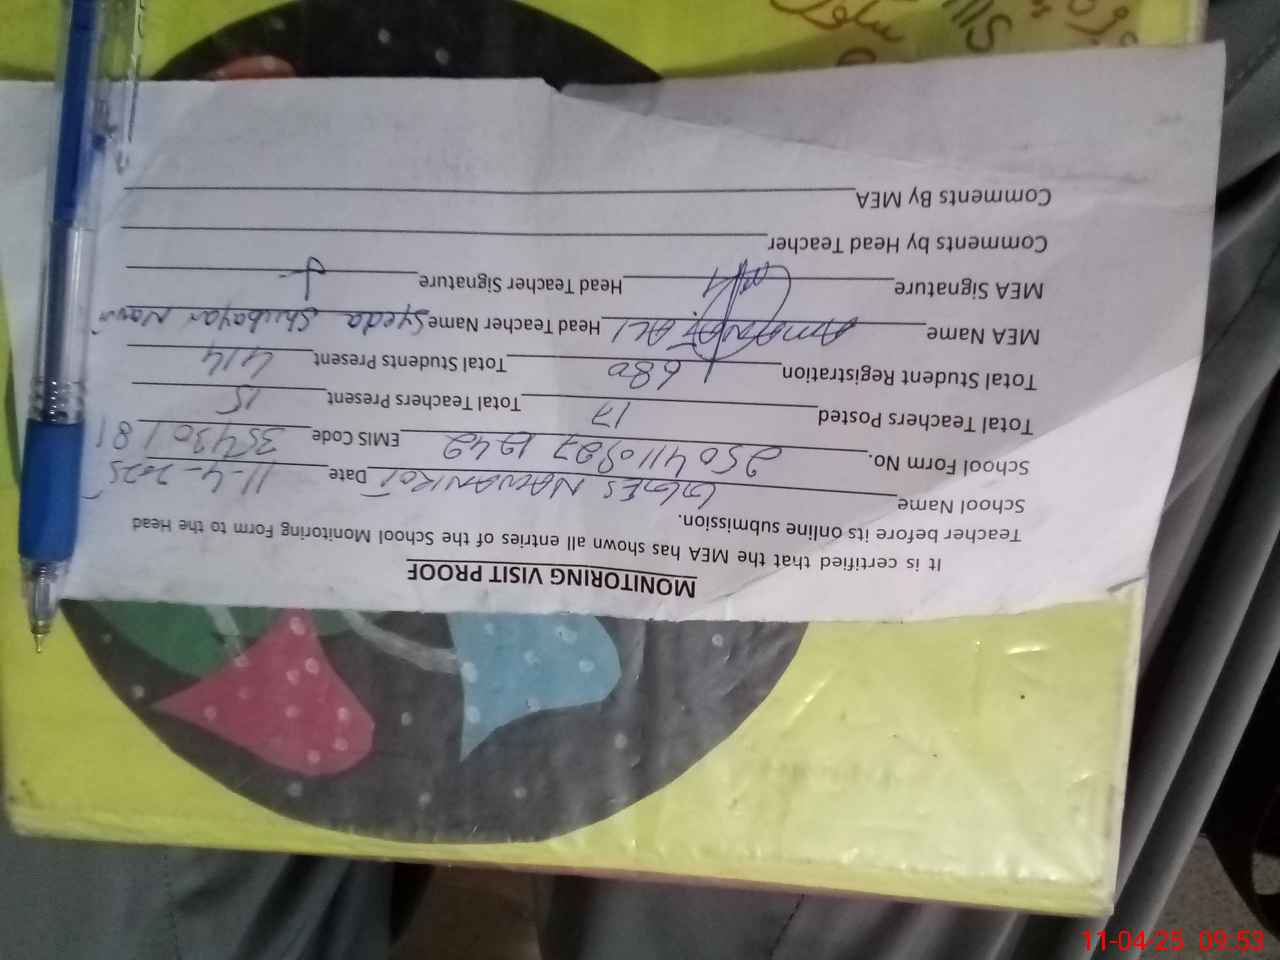 MONITORING VISIT PROOF
It is certified that the MEA has shown all entries of the School Monitoring Form to the Head
Teacher before its online submission.
School Name GGES NAWANKOT Date 11-4-2025
School Form No. 250411 EMIS Code 35430181
Total Teachers Posted 17 Total Teachers Present 15
Total Student Registration 680 Total Students Present 414
MEA Name AMANAT ALI Head Teacher Name Syeda
MEA Signature Head Teacher Signature
Comments by Head Teacher
Comments By MEA
11-04-25 09:53